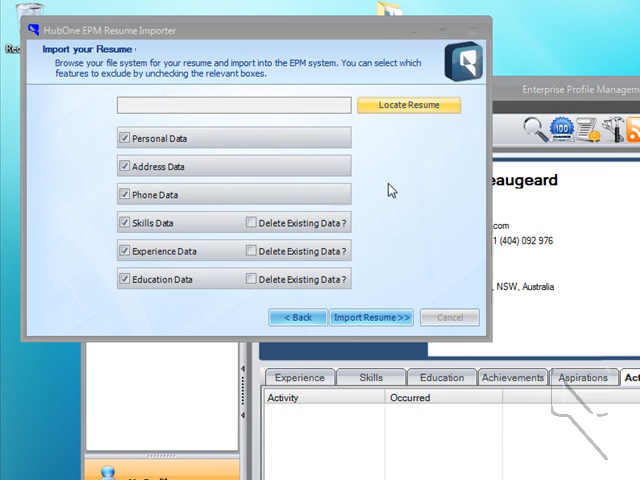 HubOne EPM Resume Importer
Import your Resume
Browse your file system for your resume and import into the EPM system. You can select which
features to exclude by unchecking the relevant boxes.
Locate Resume
Personal Data
Address Data
Phone Data
Skills Data Delete Existing Data ?
Experience Data Delete Existing Data ?
Education Data Delete Existing Data ?
< Back Import Resume >> Cancel
Enterprise Profile Managem
100
eaugeard
.com
1 (404) 092 976
, NSW, Australia
Experience Skills Education Achievements Aspirations Act
Activity Occurred